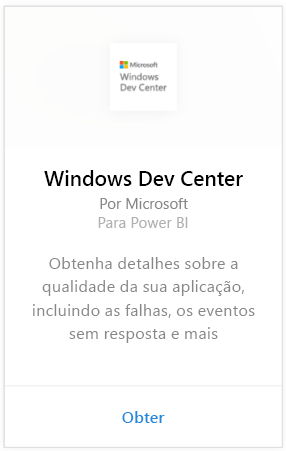 Microsoft
Windows
Dev Center
Windows Dev Center
Por Microsoft
Para Power BI
Obtenha detalhes sobre a
qualidade da sua aplicação,
incluindo as falhas, os eventos
sem resposta e mais
Obter